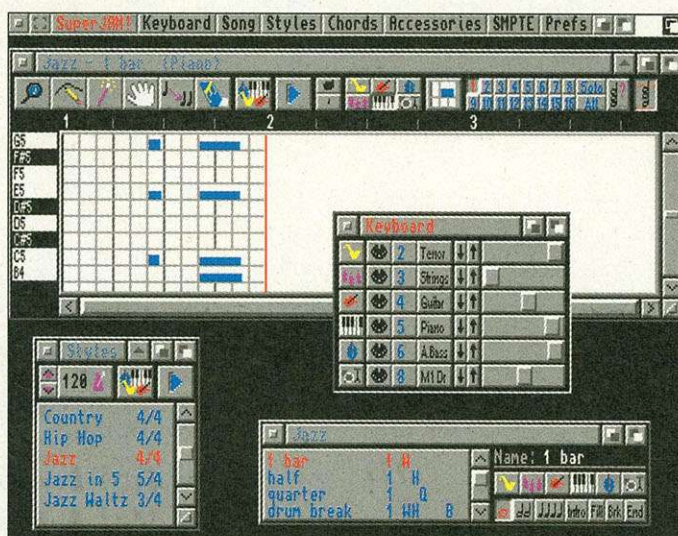 SuperJAM! Keyboard Song Styles Chords Accessories SMPTE Prefs
Jazz - 1 bar (Piano)
1 2 3 4 5 6 7 8 Solo
9 10 11 12 13 14 15 16 All
1 2 3
G5
F#5
F5
E5
D#5
D5
C#5
C5
B4
Keyboard
2 Tenor
3 Strings
4 Guitar
5 Piano
6 A.Bass
8 M1 Dr
Styles
120
Country 4/4
Hip Hop 4/4
Jazz 4/4
Jazz in 5 5/4
Jazz Waltz 3/4
Jazz
1 bar 1 W
half 1 H
quarter 1 Q
drum break 1 WH B
Name: 1 bar
Intro Fill Brk End